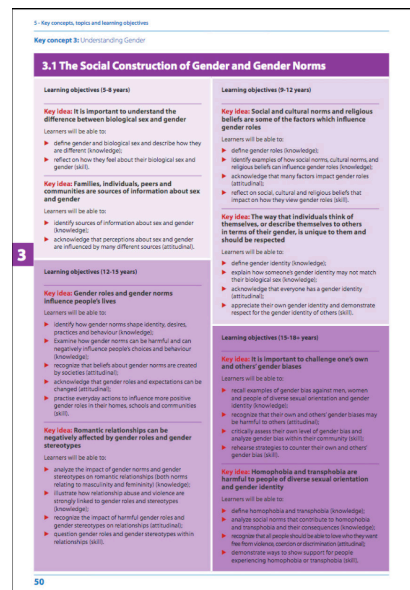 5 - Key concepts, topics and learning objectives
Key concept 3: Understanding Gender
3.1 The Social Construction of Gender and Gender Norms
Learning objectives (5-8 years)
Key idea: It is important to understand the
difference between biological sex and gender
Learners will be able to:
▶ define gender and biological sex and describe how they
are different (knowledge);
▶ reflect on how they feel about their biological sex and
gender (skill).
Key idea: Families, individuals, peers and
communities are sources of information about sex
and gender
Learners will be able to:
▶ identify sources of information about sex and gender
(knowledge);
▶ acknowledge that perceptions about sex and gender
are influenced by many different sources (attitudinal).
Learning objectives (9-12 years)
Key idea: Social and cultural norms and religious
beliefs are some of the factors which influence
gender roles
Learners will be able to:
▶ define gender roles (knowledge);
▶ identify examples of how social norms, cultural norms, and
religious beliefs can influence gender roles (knowledge);
▶ acknowledge that many factors impact gender roles
(attitudinal);
▶ reflect on social, cultural and religious beliefs that
impact on how they view gender roles (skill).
Key idea: The way that individuals think of
themselves, or describe themselves to others
in terms of their gender, is unique to them and
should be respected
Learners will be able to:
▶ define gender identity (knowledge);
▶ explain how someone's gender identity may not match
their biological sex (knowledge);
▶ acknowledge that everyone has a gender identity
(attitudinal);
▶ appreciate their own gender identity and demonstrate
respect for the gender identity of others (skill).
3
Learning objectives (12-15 years)
Key idea: Gender roles and gender norms
influence people's lives
Learners will be able to:
▶ identify how gender norms shape identity, desires,
practices and behaviour (knowledge);
▶ Examine how gender norms can be harmful and can
negatively influence people's choices and behaviour
(knowledge);
▶ recognize that beliefs about gender norms are created
by societies (attitudinal);
▶ acknowledge that gender roles and expectations can be
changed (attitudinal);
▶ practise everyday actions to influence more positive
gender roles in their homes, schools and communities
(skill).
Key idea: Romantic relationships can be
negatively affected by gender roles and gender
stereotypes
Learners will be able to:
▶ analyze the impact of gender norms and gender
stereotypes on romantic relationships (both norms
relating to masculinity and femininity) (knowledge);
▶ illustrate how relationship abuse and violence are
strongly linked to gender roles and stereotypes
(knowledge);
▶ recognize the impact of harmful gender roles and
gender stereotypes on relationships (attitudinal);
▶ question gender roles and gender stereotypes within
relationships (skill).
Learning objectives (15-18+ years)
Key idea: It is important to challenge one's own
and others' gender biases
Learners will be able to:
▶ recall examples of gender bias against men, women
and people of diverse sexual orientation and gender
identity (knowledge);
▶ recognize that their own and others' gender biases may
be harmful to others (attitudinal);
▶ critically assess their own level of gender bias and
analyze gender bias within their community (skill);
▶ rehearse strategies to counter their own and others'
gender bias (skill).
Key idea: Homophobia and transphobia are
harmful to people of diverse sexual orientation
and gender identity
Learners will be able to:
▶ define homophobia and transphobia (knowledge);
▶ analyze social norms that contribute to homophobia
and transphobia and their consequences (knowledge);
▶ recognize that all people should be able to love who they want
free from violence, coercion or discrimination (attitudinal);
▶ demonstrate ways to show support for people
experiencing homophobia or transphobia (skill).
50